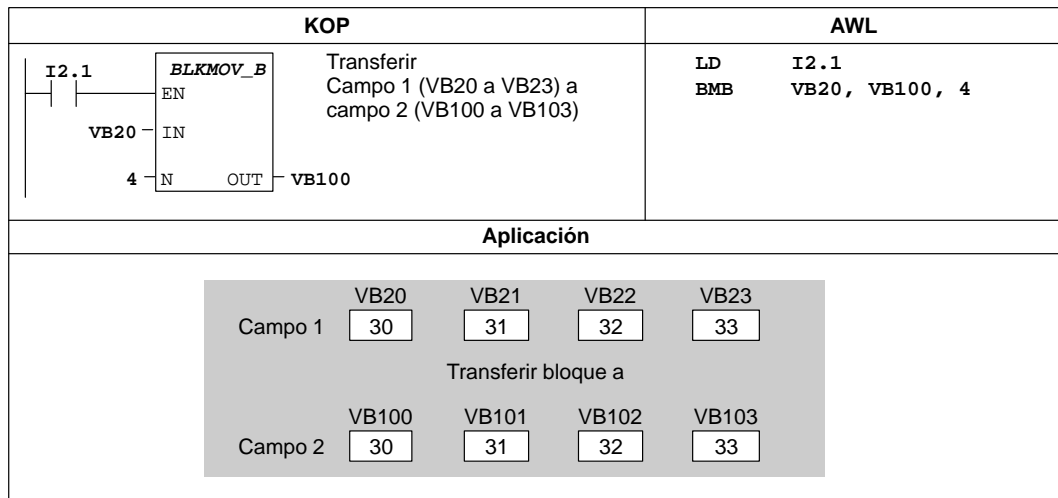 KOP
AWL
I2.1
BLKMOV_B
EN
VB20
IN
4
N
OUT
VB100
Transferir
Campo 1 (VB20 a VB23) a
campo 2 (VB100 a VB103)
LD I2.1
BMB VB20, VB100, 4
Aplicación
VB20 VB21 VB22 VB23
Campo 1 30 31 32 33
Transferir bloque a
VB100 VB101 VB102 VB103
Campo 2 30 31 32 33